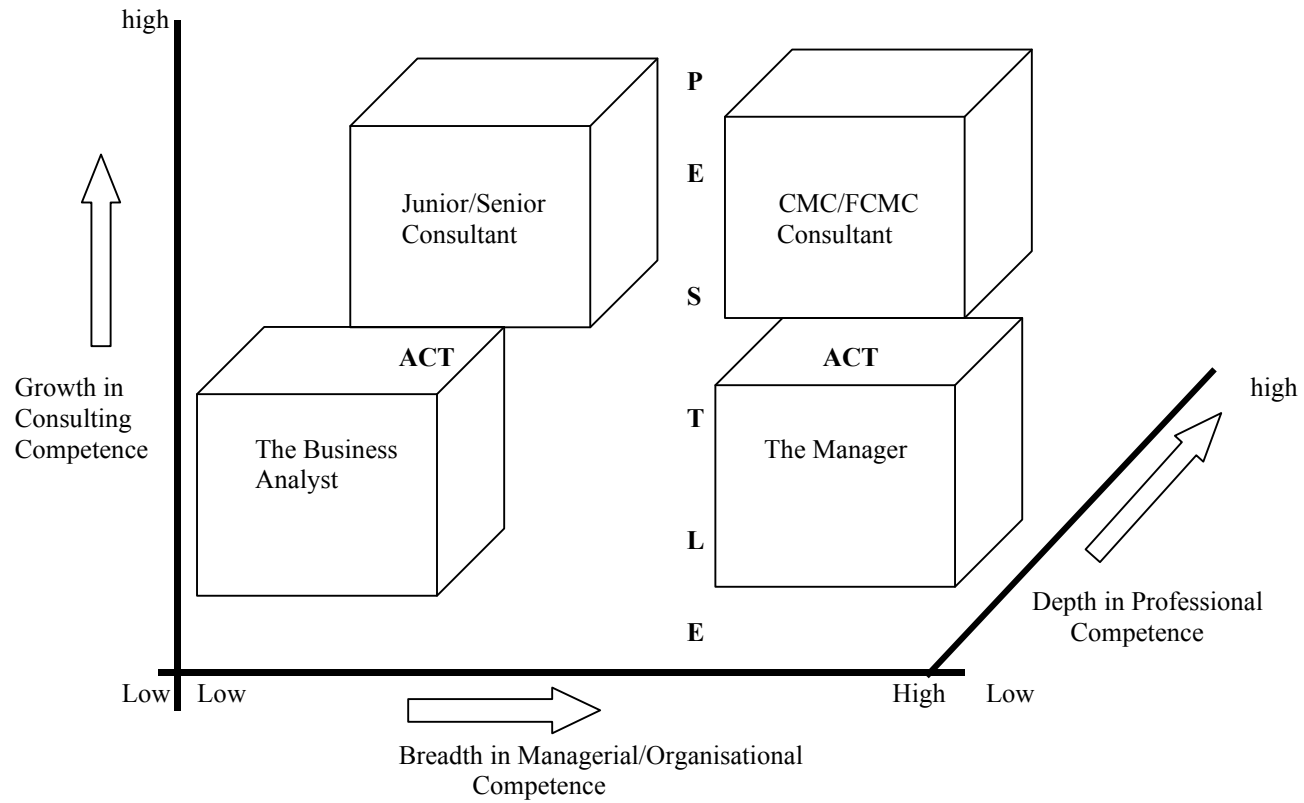 high
P
E
S
T
L
E
Junior/Senior
Consultant
CMC/FCMC
Consultant
ACT
ACT
Growth in
Consulting
Competence
high
The Business
Analyst
The Manager
Depth in Professional
Competence
Low
Low
High
Low
Breadth in Managerial/Organisational
Competence